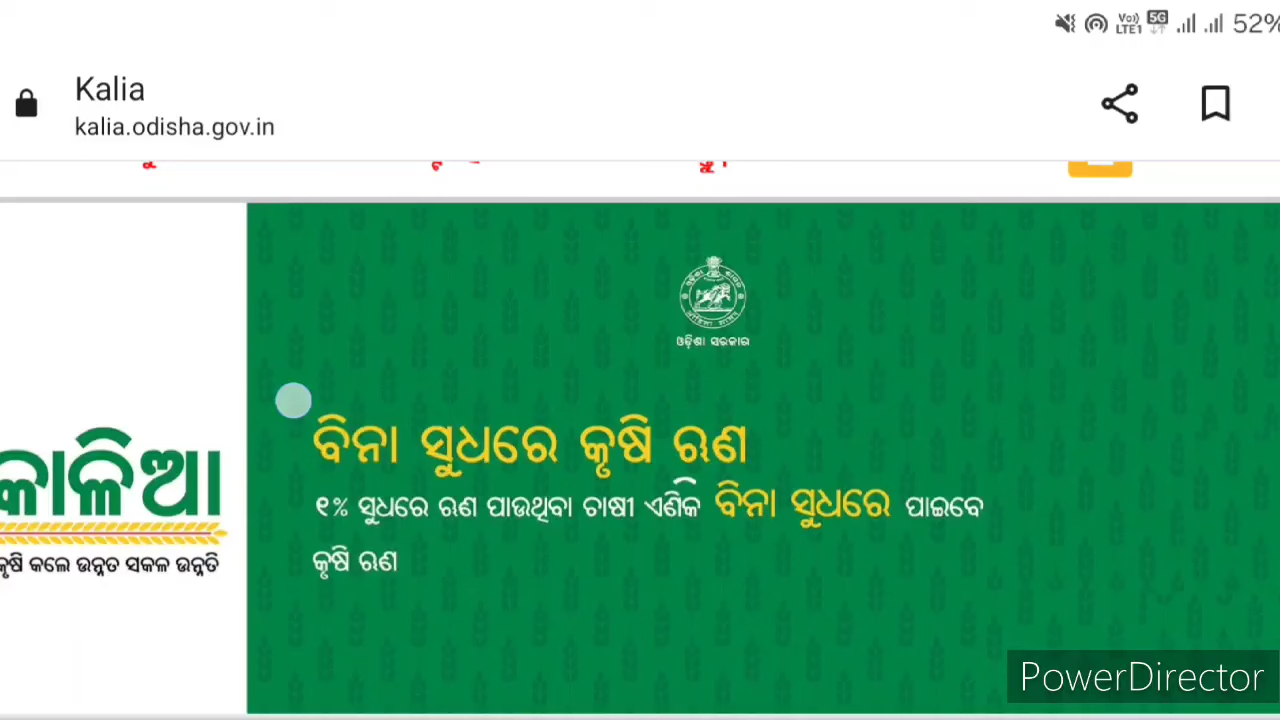 52%
Kalia
kalia.odisha.gov.in
ଓଡ଼ିଶା ସରକାର
ବିନା ସୁଧରେ କୃଷି ଋଣ
୧% ସୁଧରେ ଋଣ ପାଉଥିବା ଚାଷୀ ଏଣିକି ବିନା ସୁଧରେ ପାଇବେ
କୃଷି ଋଣ
କାଳିଆ
କୃଷି କଲେ ଉନ୍ନତ ସକଳ ଉନ୍ନତି
PowerDirector